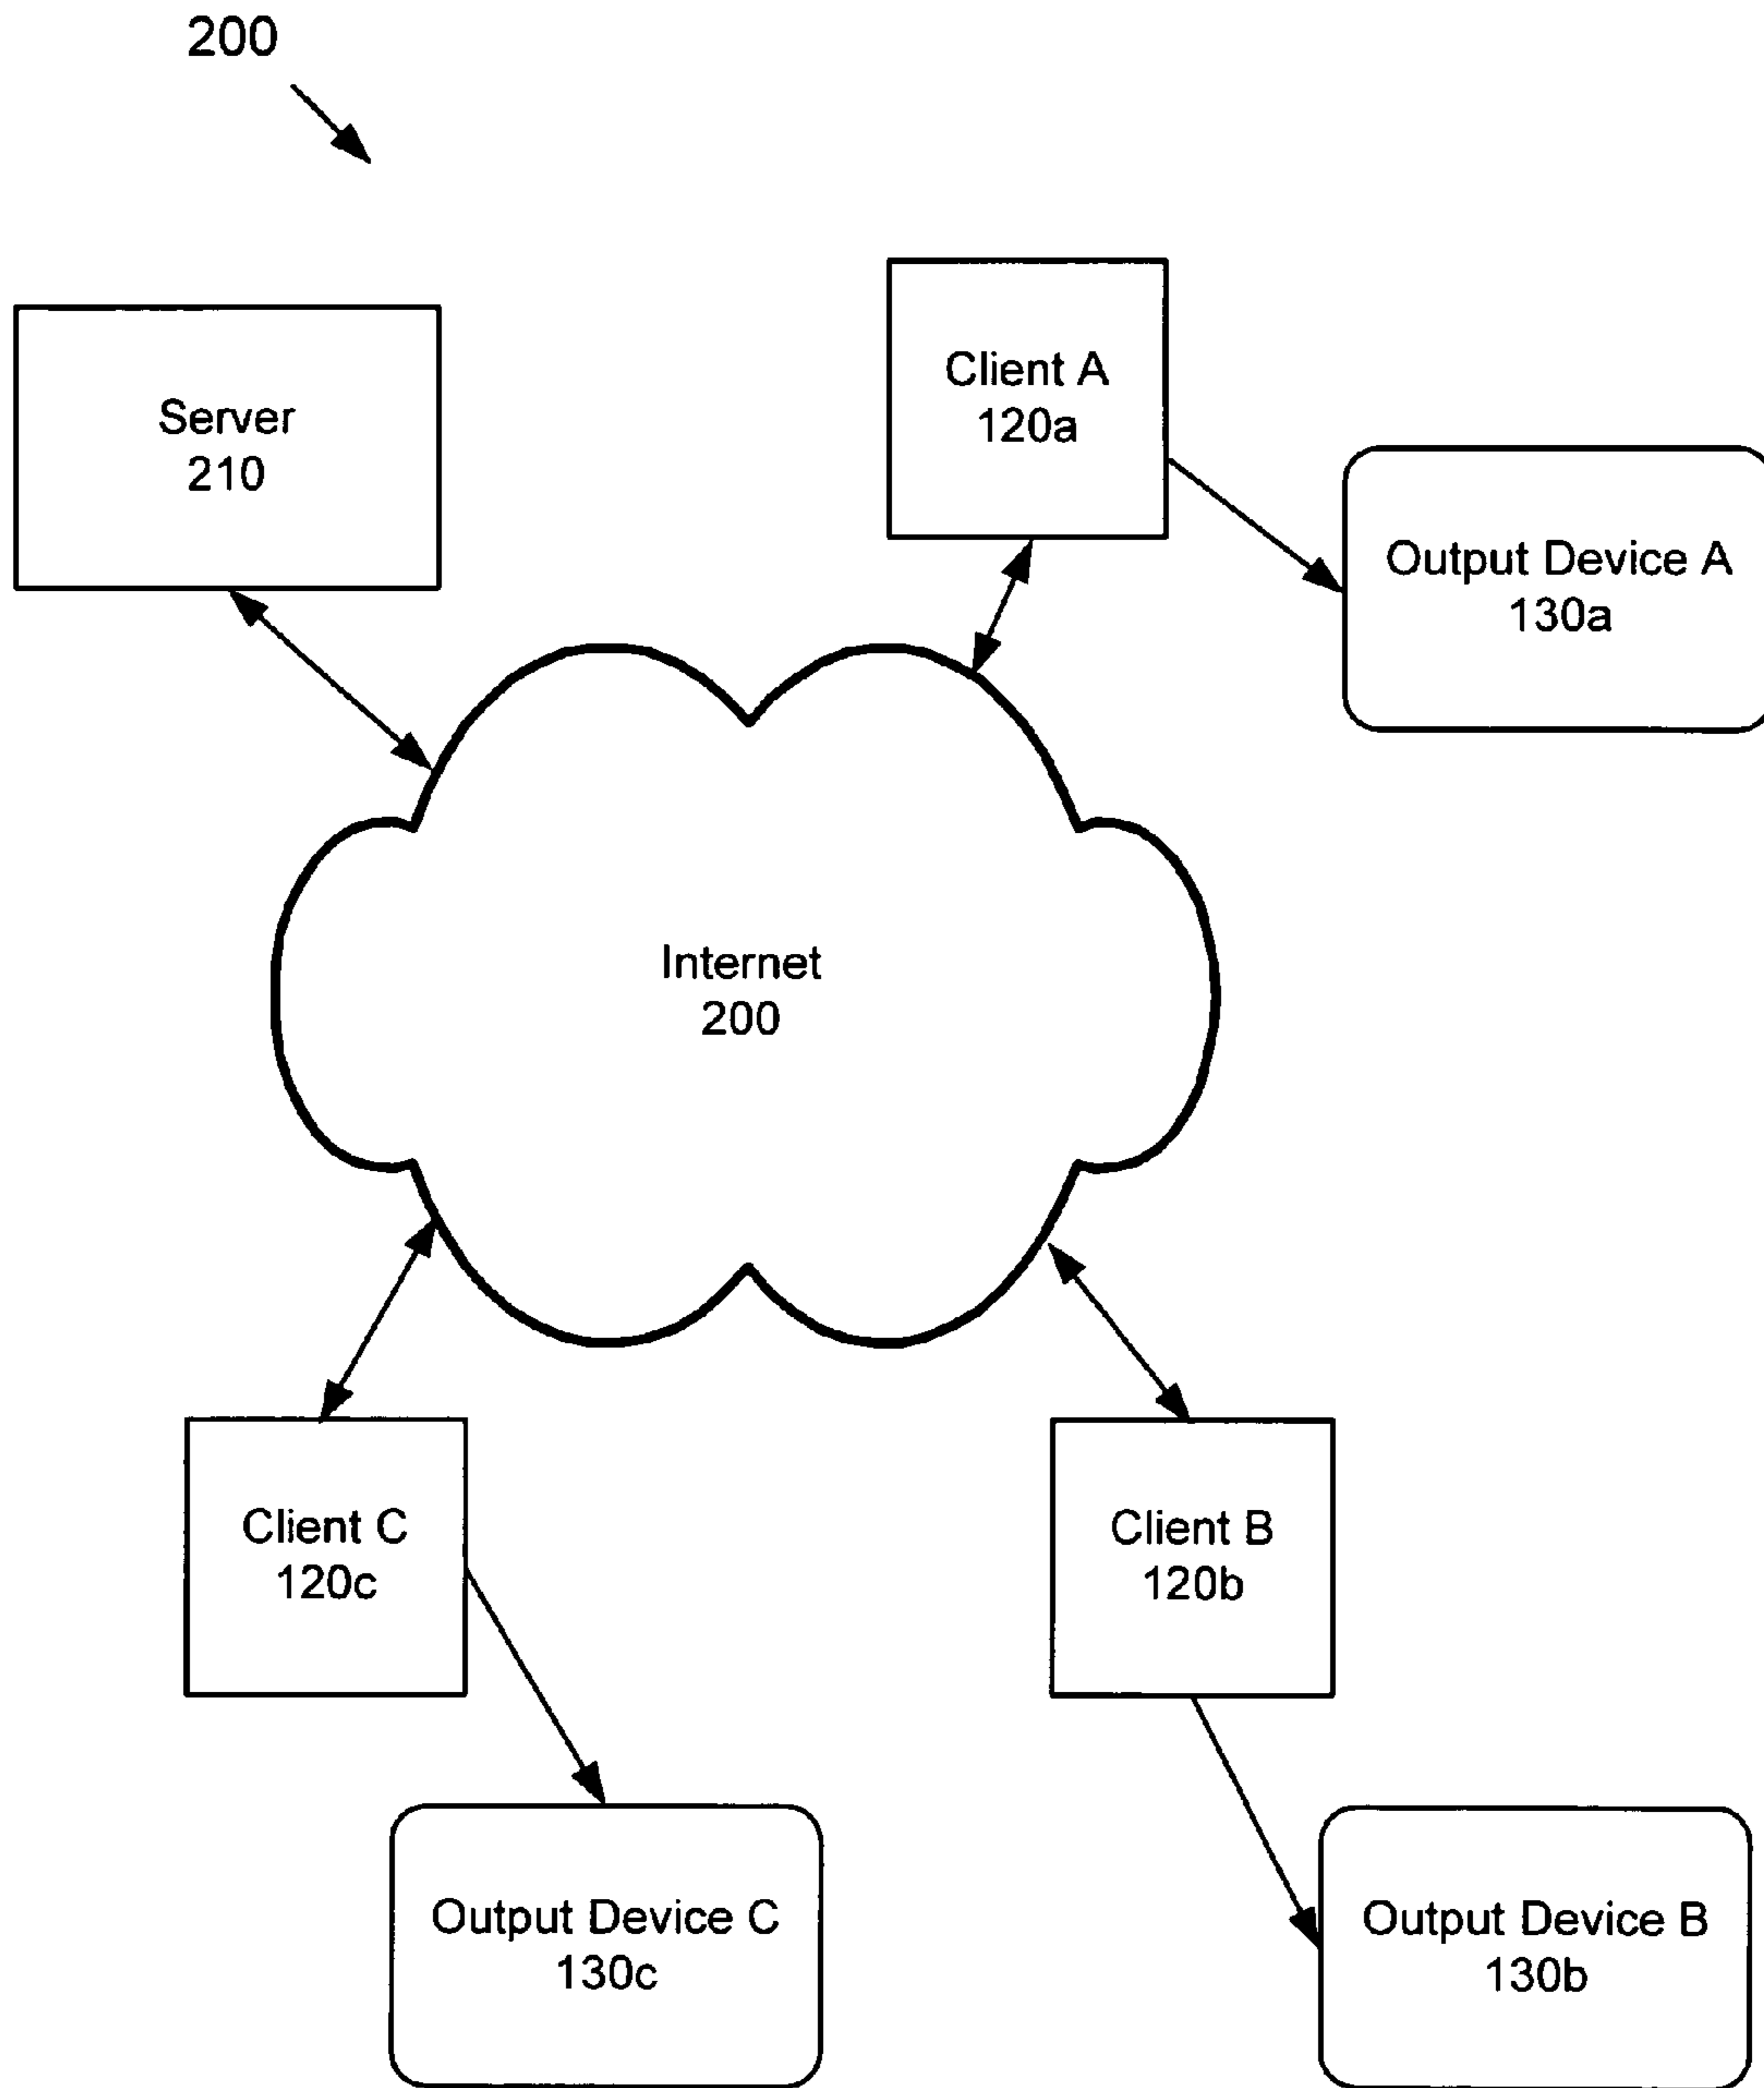 200
Server
210
Client A
120a
Output Device A
130a
Internet
200
Client C
120c
Client B
120b
Output Device C
130c
Output Device B
130b